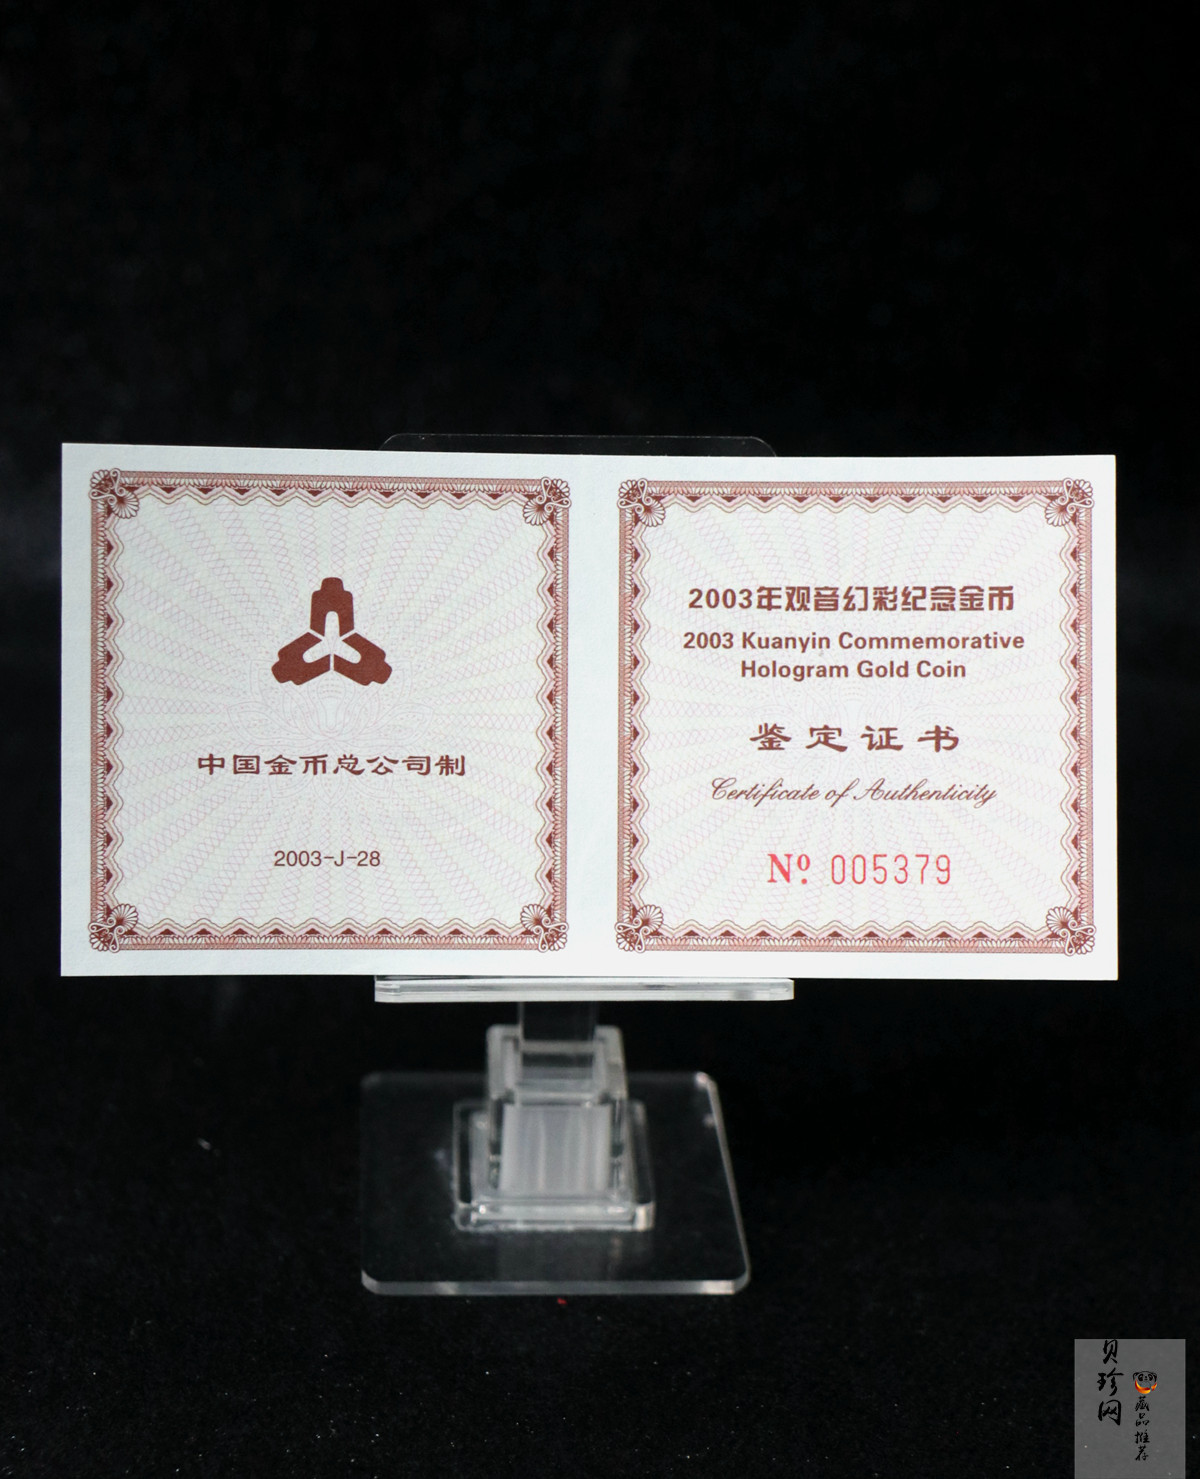 中国金币总公司制
2003-J-28
2003年观音幻彩纪念金币
2003 Kuanyin Commemorative
Hologram Gold Coin
鉴定证书
Certificate of Authenticity
Nº. 005379
贝珍网
藏品推荐